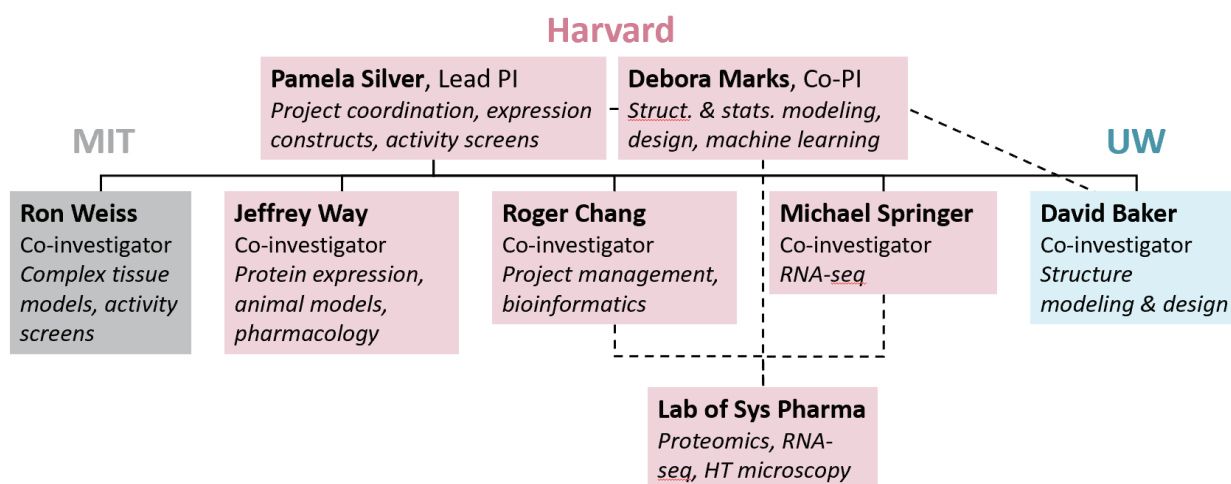 Harvard
Pamela Silver, Lead PI
Project coordination, expression
constructs, activity screens
Debora Marks, Co-PI
Struct. & stats. modeling,
design, machine learning
MIT
UW
Ron Weiss
Co-investigator
Complex tissue
models, activity
screens
Jeffrey Way
Co-investigator
Protein expression,
animal models,
pharmacology
Roger Chang
Co-investigator
Project management,
bioinformatics
Michael Springer
Co-investigator
RNA-seq
David Baker
Co-investigator
Structure
modeling & design
Lab of Sys Pharma
Proteomics, RNA-
seq, HT microscopy